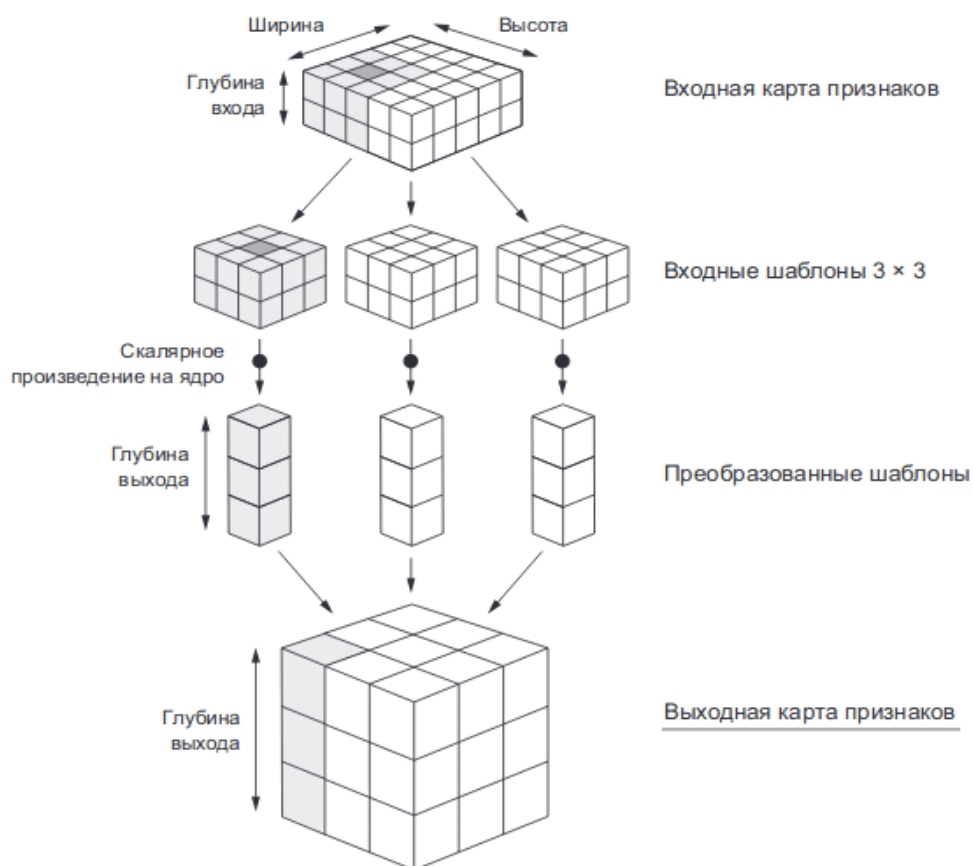 Ширина
Высота
Глубина
входа
Входная карта признаков
Входные шаблоны 3 × 3
Скалярное
произведение на ядро
Глубина
выхода
Преобразованные шаблоны
Глубина
выхода
Выходная карта признаков